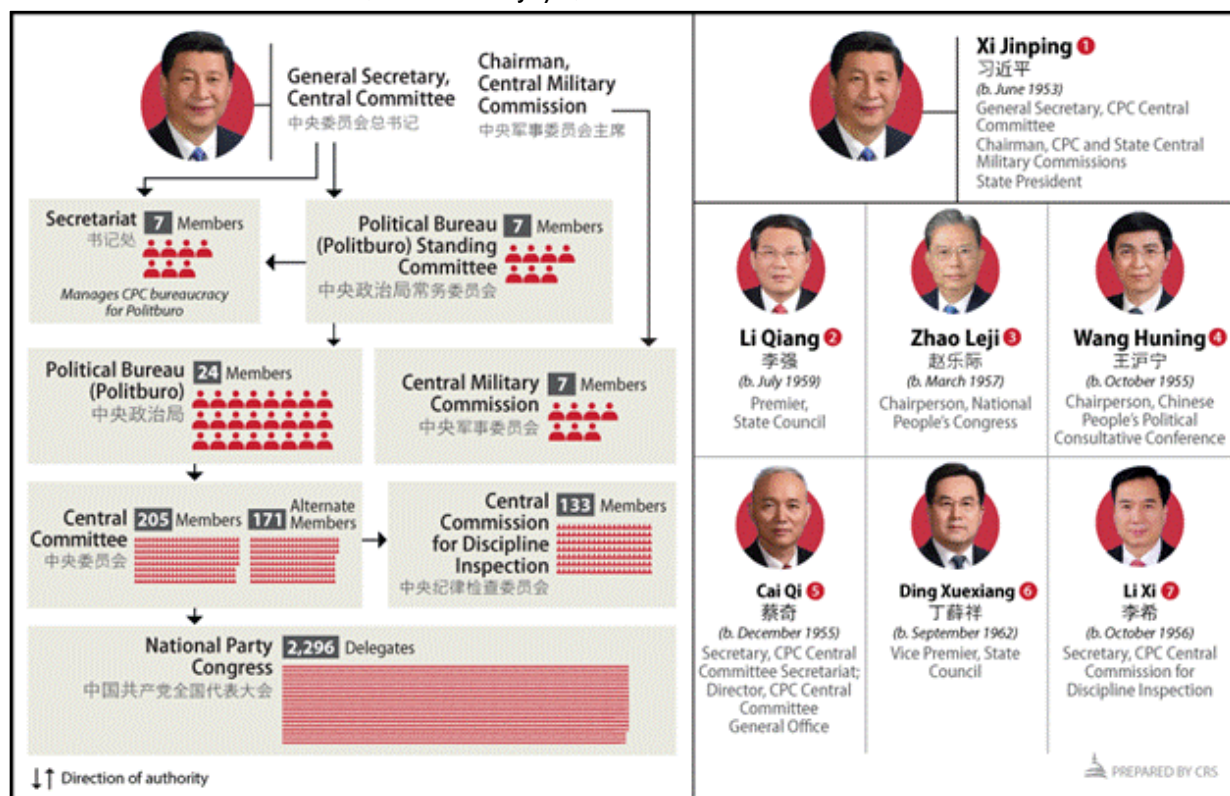 General Secretary,
Central Committee
中央委员会总书记
Chairman,
Central Military
Commission
中央军事委员会主席
Secretariat 7 Members
书记处
Manages CPC bureaucracy
for Politburo
Political Bureau 7 Members
(Politburo) Standing
Committee
中央政治局常务委员会
Political Bureau 24 Members
(Politburo)
中央政治局
Central Military 7 Members
Commission
中央军事委员会
Central 205 Members 171 Alternate Members
Committee
中央委员会
Central 133 Members
Commission
for Discipline
Inspection
中央纪律检查委员会
National Party 2,296 Delegates
Congress
中国共产党全国代表大会
↓↑ Direction of authority
Xi Jinping 1
习近平
(b. June 1953)
General Secretary, CPC Central
Committee
Chairman, CPC and State Central
Military Commissions
State President
Li Qiang 2
李强
(b. July 1959)
Premier,
State Council
Zhao Leji 3
赵乐际
(b. March 1957)
Chairperson, National
People's Congress
Wang Huning 4
王沪宁
(b. October 1955)
Chairperson, Chinese
People's Political
Consultative Conference
Cai Qi 5
蔡奇
(b. December 1955)
Secretary, CPC Central
Committee Secretariat;
Director, CPC Central
Committee
General Office
Ding Xuexiang 6
丁薛祥
(b. September 1962)
Vice Premier, State
Council
Li Xi 7
李希
(b. October 1956)
Secretary, CPC Central
Commission for
Discipline Inspection
PREPARED BY CRS